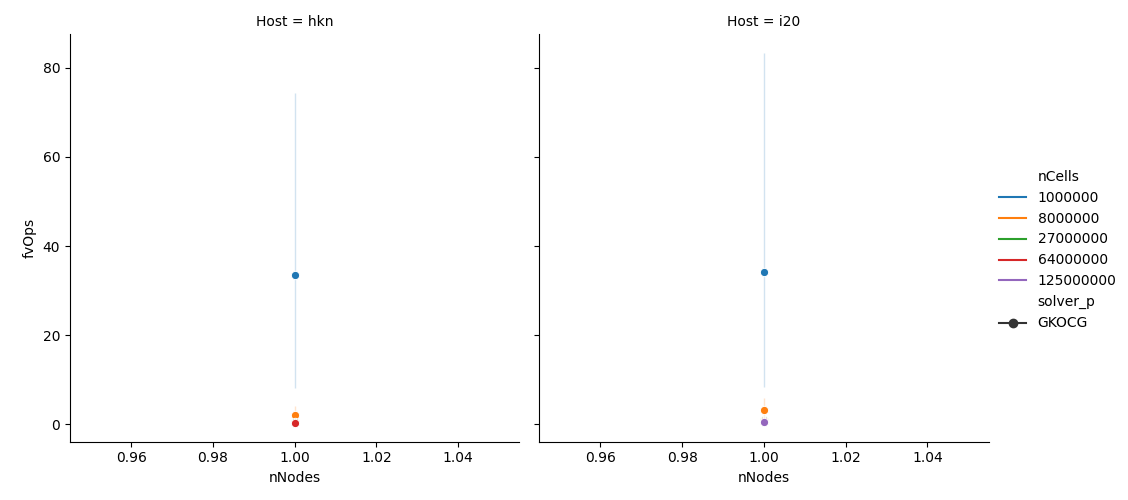 Host = hkn
Host = i20
fvOps
80
60
40
20
0
0.96 0.98 1.00 1.02 1.04
nNodes
0.96 0.98 1.00 1.02 1.04
nNodes
nCells
1000000
8000000
27000000
64000000
125000000
solver_p
GKOCG